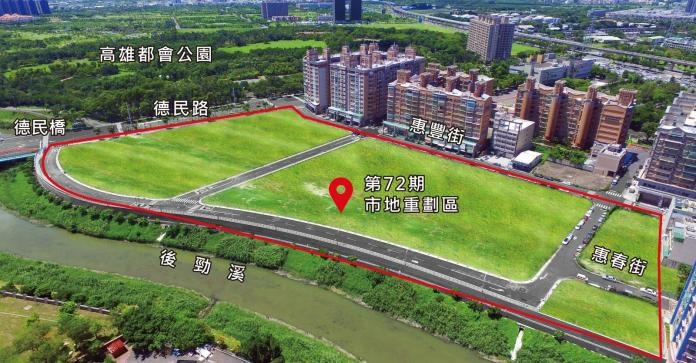 高雄都會公園
德民路
德民橋
惠豐街
第72期
市地重劃區
惠春街
後勁溪